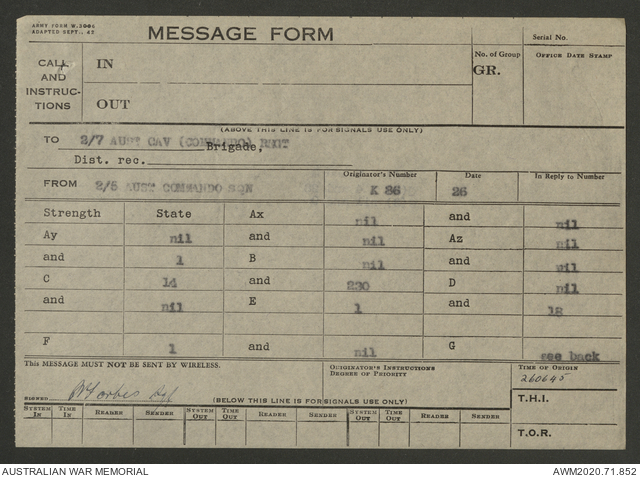 ARMY FORM W.3006
ADAPTED SEPT., 42
MESSAGE FORM
Serial No.
CALL AND INSTRUCTIONS
IN
OUT
No. of Group
GR.
OFFICE DATE STAMP
(ABOVE THIS LINE IS FOR SIGNALS USE ONLY)
TO 2/7 AUST CAV (COMMANDO) REGT
Brigade,
Dist. rec.
FROM 2/5 AUST COMMANDO SQN
Originator's Number
K 86
Date
26
In Reply to Number
Strength State Ax nil and nil
Ay nil and nil Az nil
and 1 B nil and nil
C 14 and 230 D nil
and nil E 1 and 12
F 1 and nil G see back
This MESSAGE MUST NOT BE SENT BY WIRELESS.
ORIGINATOR'S INSTRUCTIONS
DEGREE OF PRIORITY
TIME OF ORIGIN
260645
SIGNED
(BELOW THIS LINE IS FOR SIGNALS USE ONLY)
T.H.I.
SYSTEM IN TIME IN READER SENDER SYSTEM OUT TIME OUT READER SENDER SYSTEM OUT TIME OUT READER SENDER
T.O.R.
AUSTRALIAN WAR MEMORIAL
AWM2020.71.852